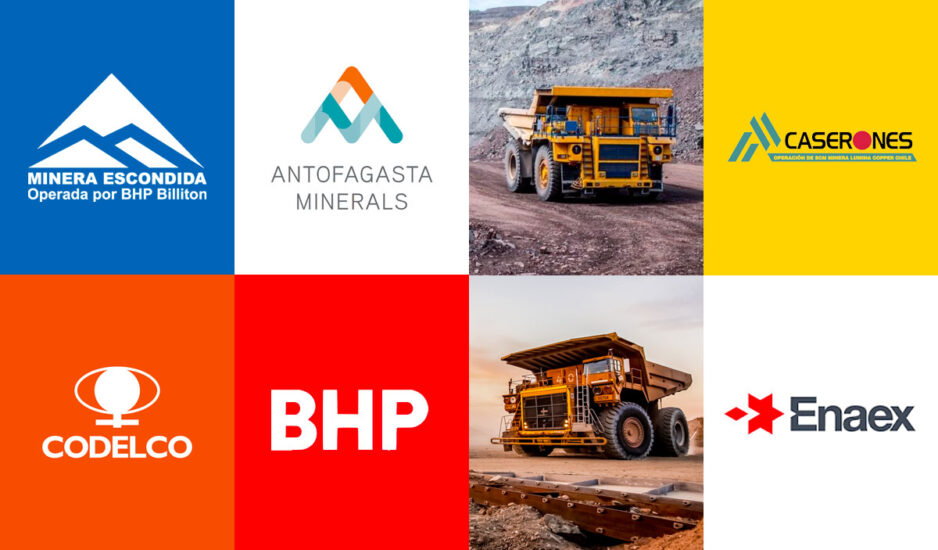 MINERA ESCONDIDA
Operada por BHP Billiton
ANTOFAGASTA
MINERALS
CASERONES
OPERACIÓN DE SCM MINERA LUMINA COPPER CHILE
CODELCO
BHP
Enaex